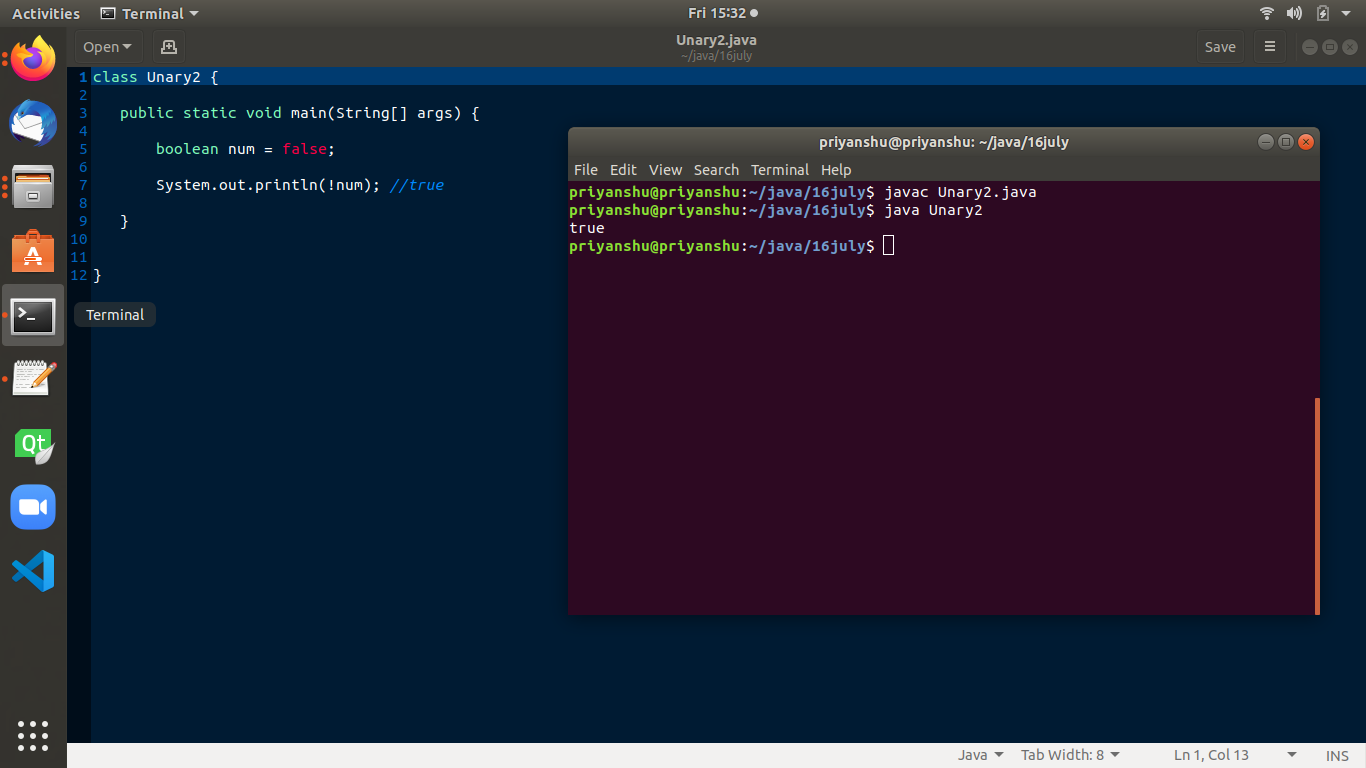 Activities
Terminal
Fri 15:32
Open
Unary2.java
~/java/16july
Save
1 class Unary2 {
2
3 public static void main(String[] args) {
4
5 boolean num = false;
6
7 System.out.println(!num); //true
8
9 }
10
11
12 }
Terminal
priyanshu@priyanshu: ~/java/16july
File Edit View Search Terminal Help
priyanshu@priyanshu:~/java/16july$ javac Unary2.java
priyanshu@priyanshu:~/java/16july$ java Unary2
true
priyanshu@priyanshu:~/java/16july$
A
Qt
Java
Tab Width: 8
Ln 1, Col 13
INS